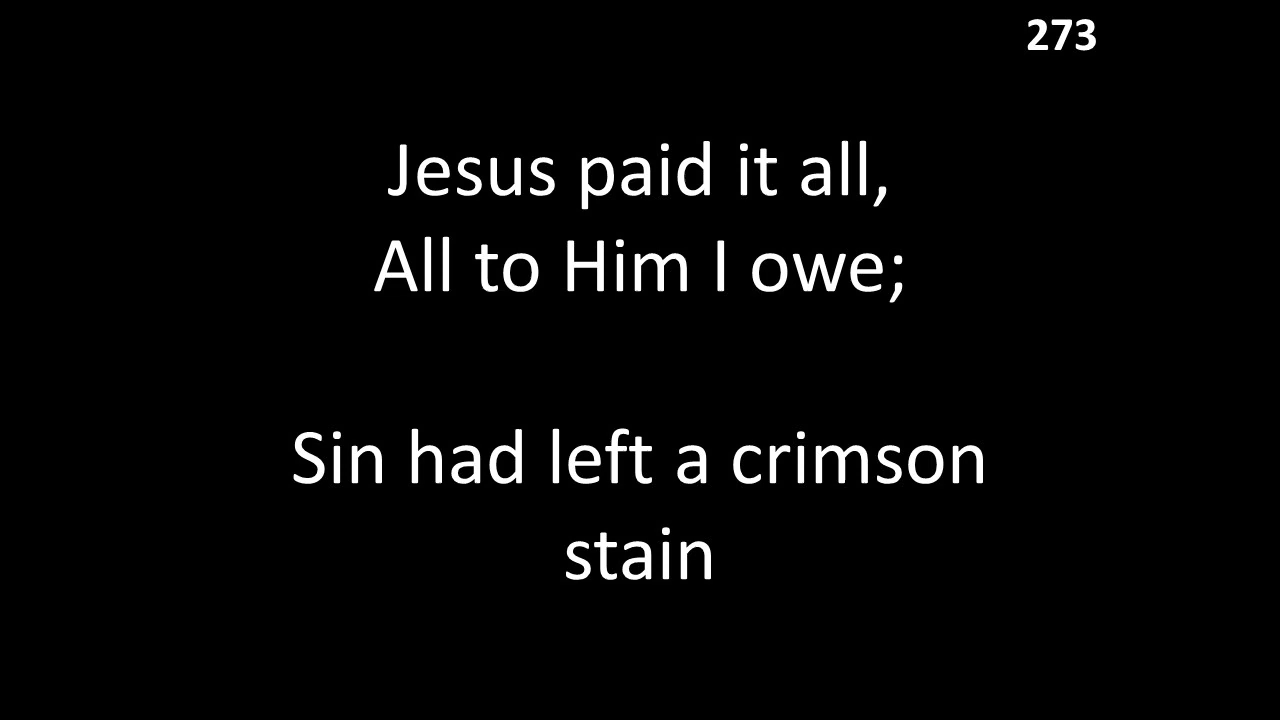 273
Jesus paid it all,
All to Him I owe;
Sin had left a crimson
stain